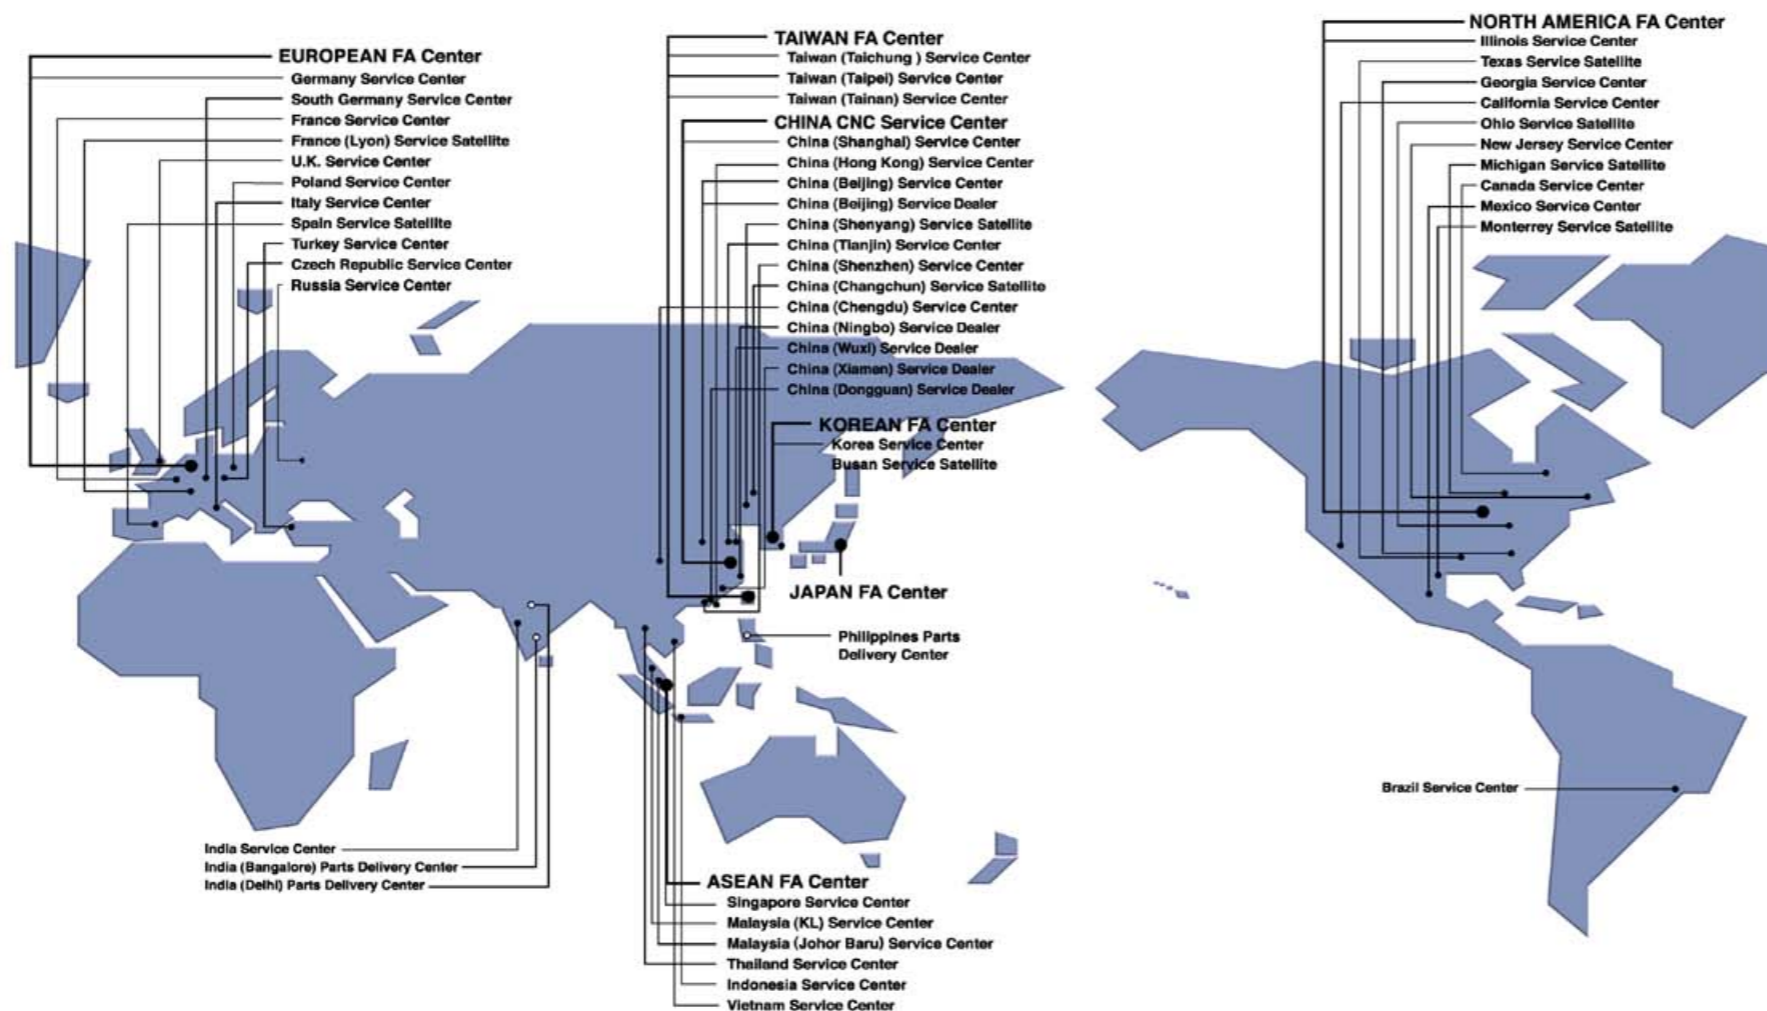 EUROPEAN FA Center
Germany Service Center
South Germany Service Center
France Service Center
France (Lyon) Service Satellite
U.K. Service Center
Poland Service Center
Italy Service Center
Spain Service Satellite
Turkey Service Center
Czech Republic Service Center
Russia Service Center
TAIWAN FA Center
Taiwan (Taichung ) Service Center
Taiwan (Taipei) Service Center
Taiwan (Tainan) Service Center
CHINA CNC Service Center
China (Shanghai) Service Center
China (Hong Kong) Service Center
China (Beijing) Service Center
China (Beijing) Service Dealer
China (Shenyang) Service Satellite
China (Tianjin) Service Center
China (Shenzhen) Service Center
China (Changchun) Service Satellite
China (Chengdu) Service Center
China (Ningbo) Service Dealer
China (Wuxi) Service Dealer
China (Xiamen) Service Dealer
China (Dongguan) Service Dealer
KOREAN FA Center
Korea Service Center
Busan Service Satellite
JAPAN FA Center
Philippines Parts
Delivery Center
NORTH AMERICA FA Center
Illinois Service Center
Texas Service Satellite
Georgia Service Center
California Service Center
Ohio Service Satellite
New Jersey Service Center
Michigan Service Satellite
Canada Service Center
Mexico Service Center
Monterrey Service Satellite
Brazil Service Center
India Service Center
India (Bangalore) Parts Delivery Center
India (Delhi) Parts Delivery Center
ASEAN FA Center
Singapore Service Center
Malaysia (KL) Service Center
Malaysia (Johor Baru) Service Center
Thailand Service Center
Indonesia Service Center
Vietnam Service Center